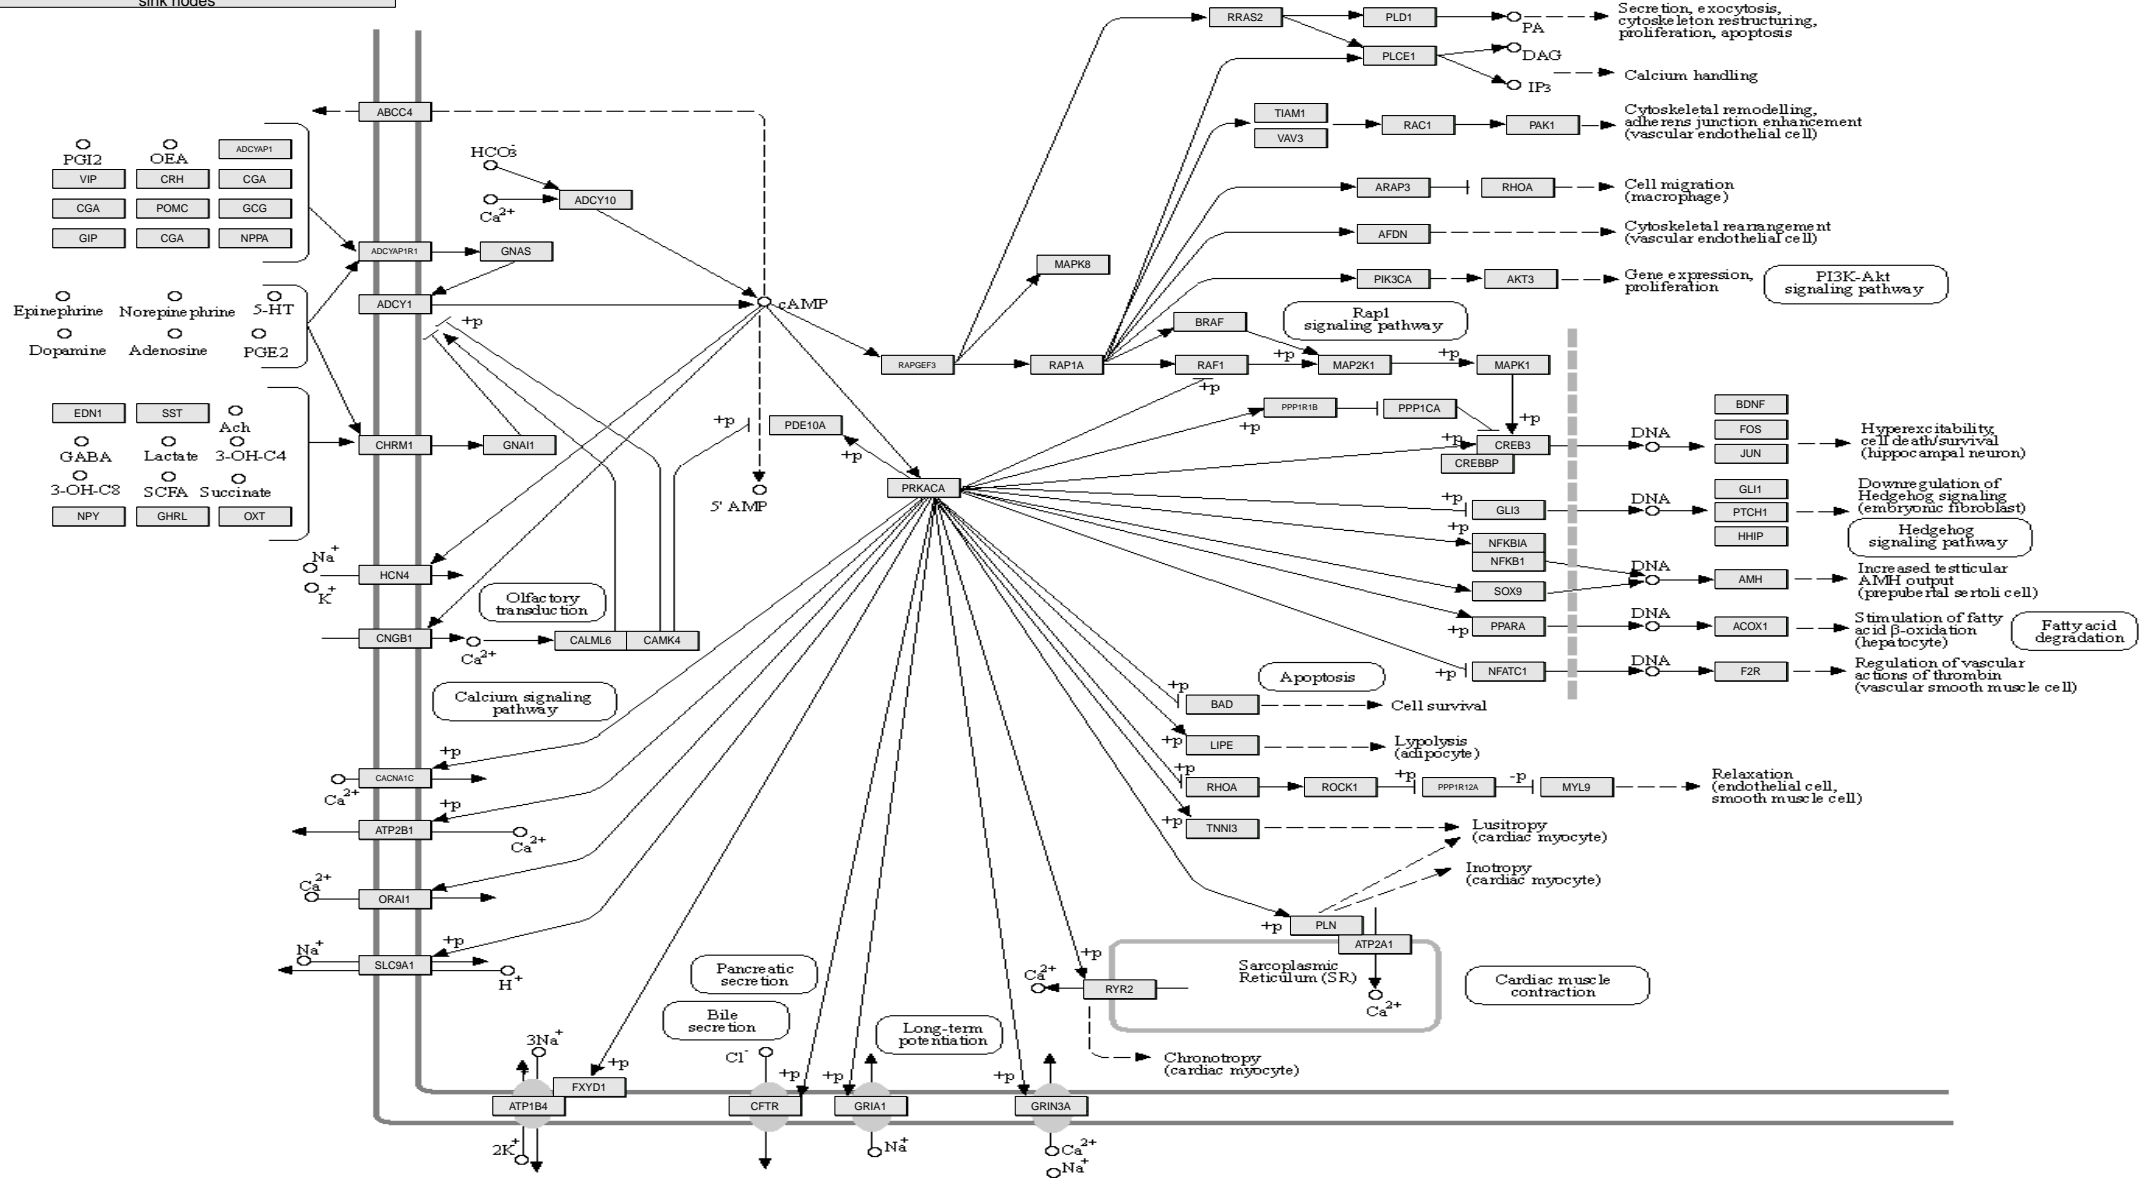 sink nodes
RRAS2
PLD1
PA
Secretion, exocytosis,
cytoskeleton restructuring,
proliferation, apoptosis
PLCE1
DAG
IP3
Calcium handling
ABCC4
TIAM1
VAV3
RAC1
PAK1
Cytoskeletal remodelling,
adherens junction enhancement
(vascular endothelial cell)
PGI2
OEA
ADCYAP1
VIP
CRH
CGA
CGA
POMC
GCG
GIP
CGA
NPPA
HCO3-
Ca2+
ADCY10
ARAP3
RHOA
Cell migration
(macrophage)
ADCYAP1R1
GNAS
AFDN
Cytoskeletal rearrangement
(vascular endothelial cell)
MAPK8
PIK3CA
AKT3
Gene expression,
proliferation
PI3K-Akt
signaling pathway
Epinephrine
Norepinephrine
5-HT
Dopamine
Adenosine
PGE2
ADCY1
+p
cAMP
BRAF
Rap1
signaling pathway
RAPGEF3
RAP1A
RAF1
+p
MAP2K1
+p
MAPK1
+p
EDN1
SST
Ach
GABA
Lactate
3-OH-C4
3-OH-C8
SCFA
Succinate
NPY
GHRL
OXT
CHRM1
GNAI1
+p
PDE10A
+p
5' AMP
PRKACA
+p
PPP1R1B
PPP1CA
+p
+p
CREB3
CREBBP
DNA
BDNF
FOS
JUN
Hyperexcitability,
cell death/survival
(hippocampal neuron)
+p
GLI3
DNA
GLI1
PTCH1
HHIP
Downregulation of
Hedgehog signaling
(embryonic fibroblast)
Hedgehog
signaling pathway
+p
NFKBIA
NFKB1
SOX9
DNA
AMH
Increased testticular
AMH output
(prepubertal sertoli cell)
+p
PPARA
DNA
ACOX1
Stimulation of fatty
acid β-oxidation
(hepatocyte)
Fatty acid
degradation
+p
NFATC1
DNA
F2R
Regulation of vascular
actions of thrombin
(vascular smooth muscle cell)
Na+
K+
HCN4
Olfactory
transduction
CNGB1
Ca2+
CALML6
CAMK4
Calcium signaling
pathway
Apoptosis
+p
BAD
Cell survival
+p
LIPE
Lypolysis
(adipocyte)
+p
RHOA
ROCK1
+p
PPP1R12A
-p
MYL9
Relaxation
(endothelial cell,
smooth muscle cell)
+p
TNNI3
Lusitropy
(cardiac myocyte)
Inotropy
(cardiac myocyte)
Ca2+
CACNA1C
+p
ATP2B1
+p
Ca2+
Ca2+
ORAI1
Na+
SLC9A1
+p
H+
+p
PLN
ATP2A1
Sarcoplasmic
Reticulum (SR)
Ca2+
Cardiac muscle
contraction
Pancreatic
secretion
Bile
secretion
Long-term
potentiation
Ca2+
+p
RYR2
Chronotropy
(cardiac myocyte)
3Na+
+p
FXYD1
ATP1B4
2K+
Cl-
+p
CFTR
+p
GRIA1
Na+
+p
GRIN3A
Ca2+
Na+